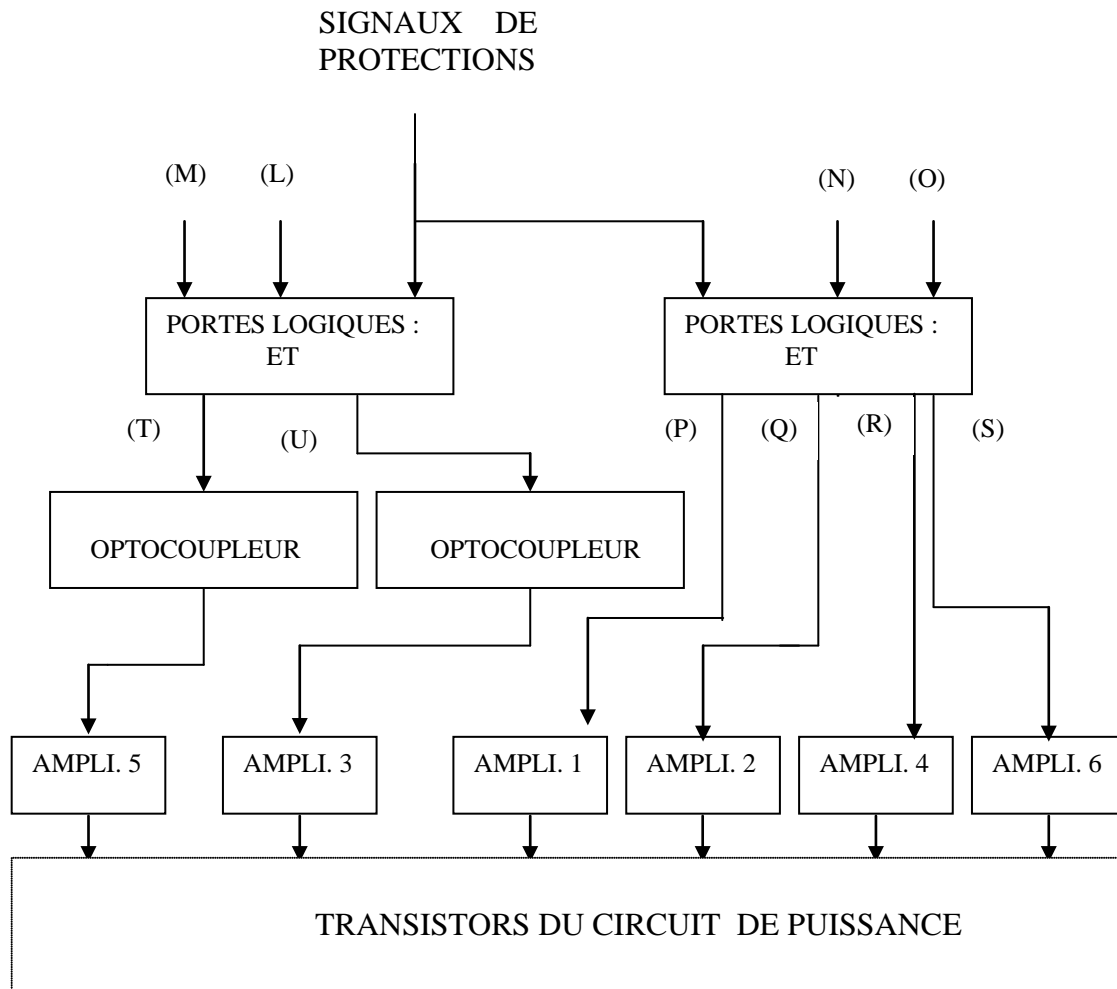 SIGNAUX DE
PROTECTIONS
(M) (L) (N) (O)
PORTES LOGIQUES :
ET
PORTES LOGIQUES :
ET
(T) (U) (P) (Q) (R) (S)
OPTOCOUPLEUR
OPTOCOUPLEUR
AMPLI. 5
AMPLI. 3
AMPLI. 1
AMPLI. 2
AMPLI. 4
AMPLI. 6
TRANSISTORS DU CIRCUIT DE PUISSANCE